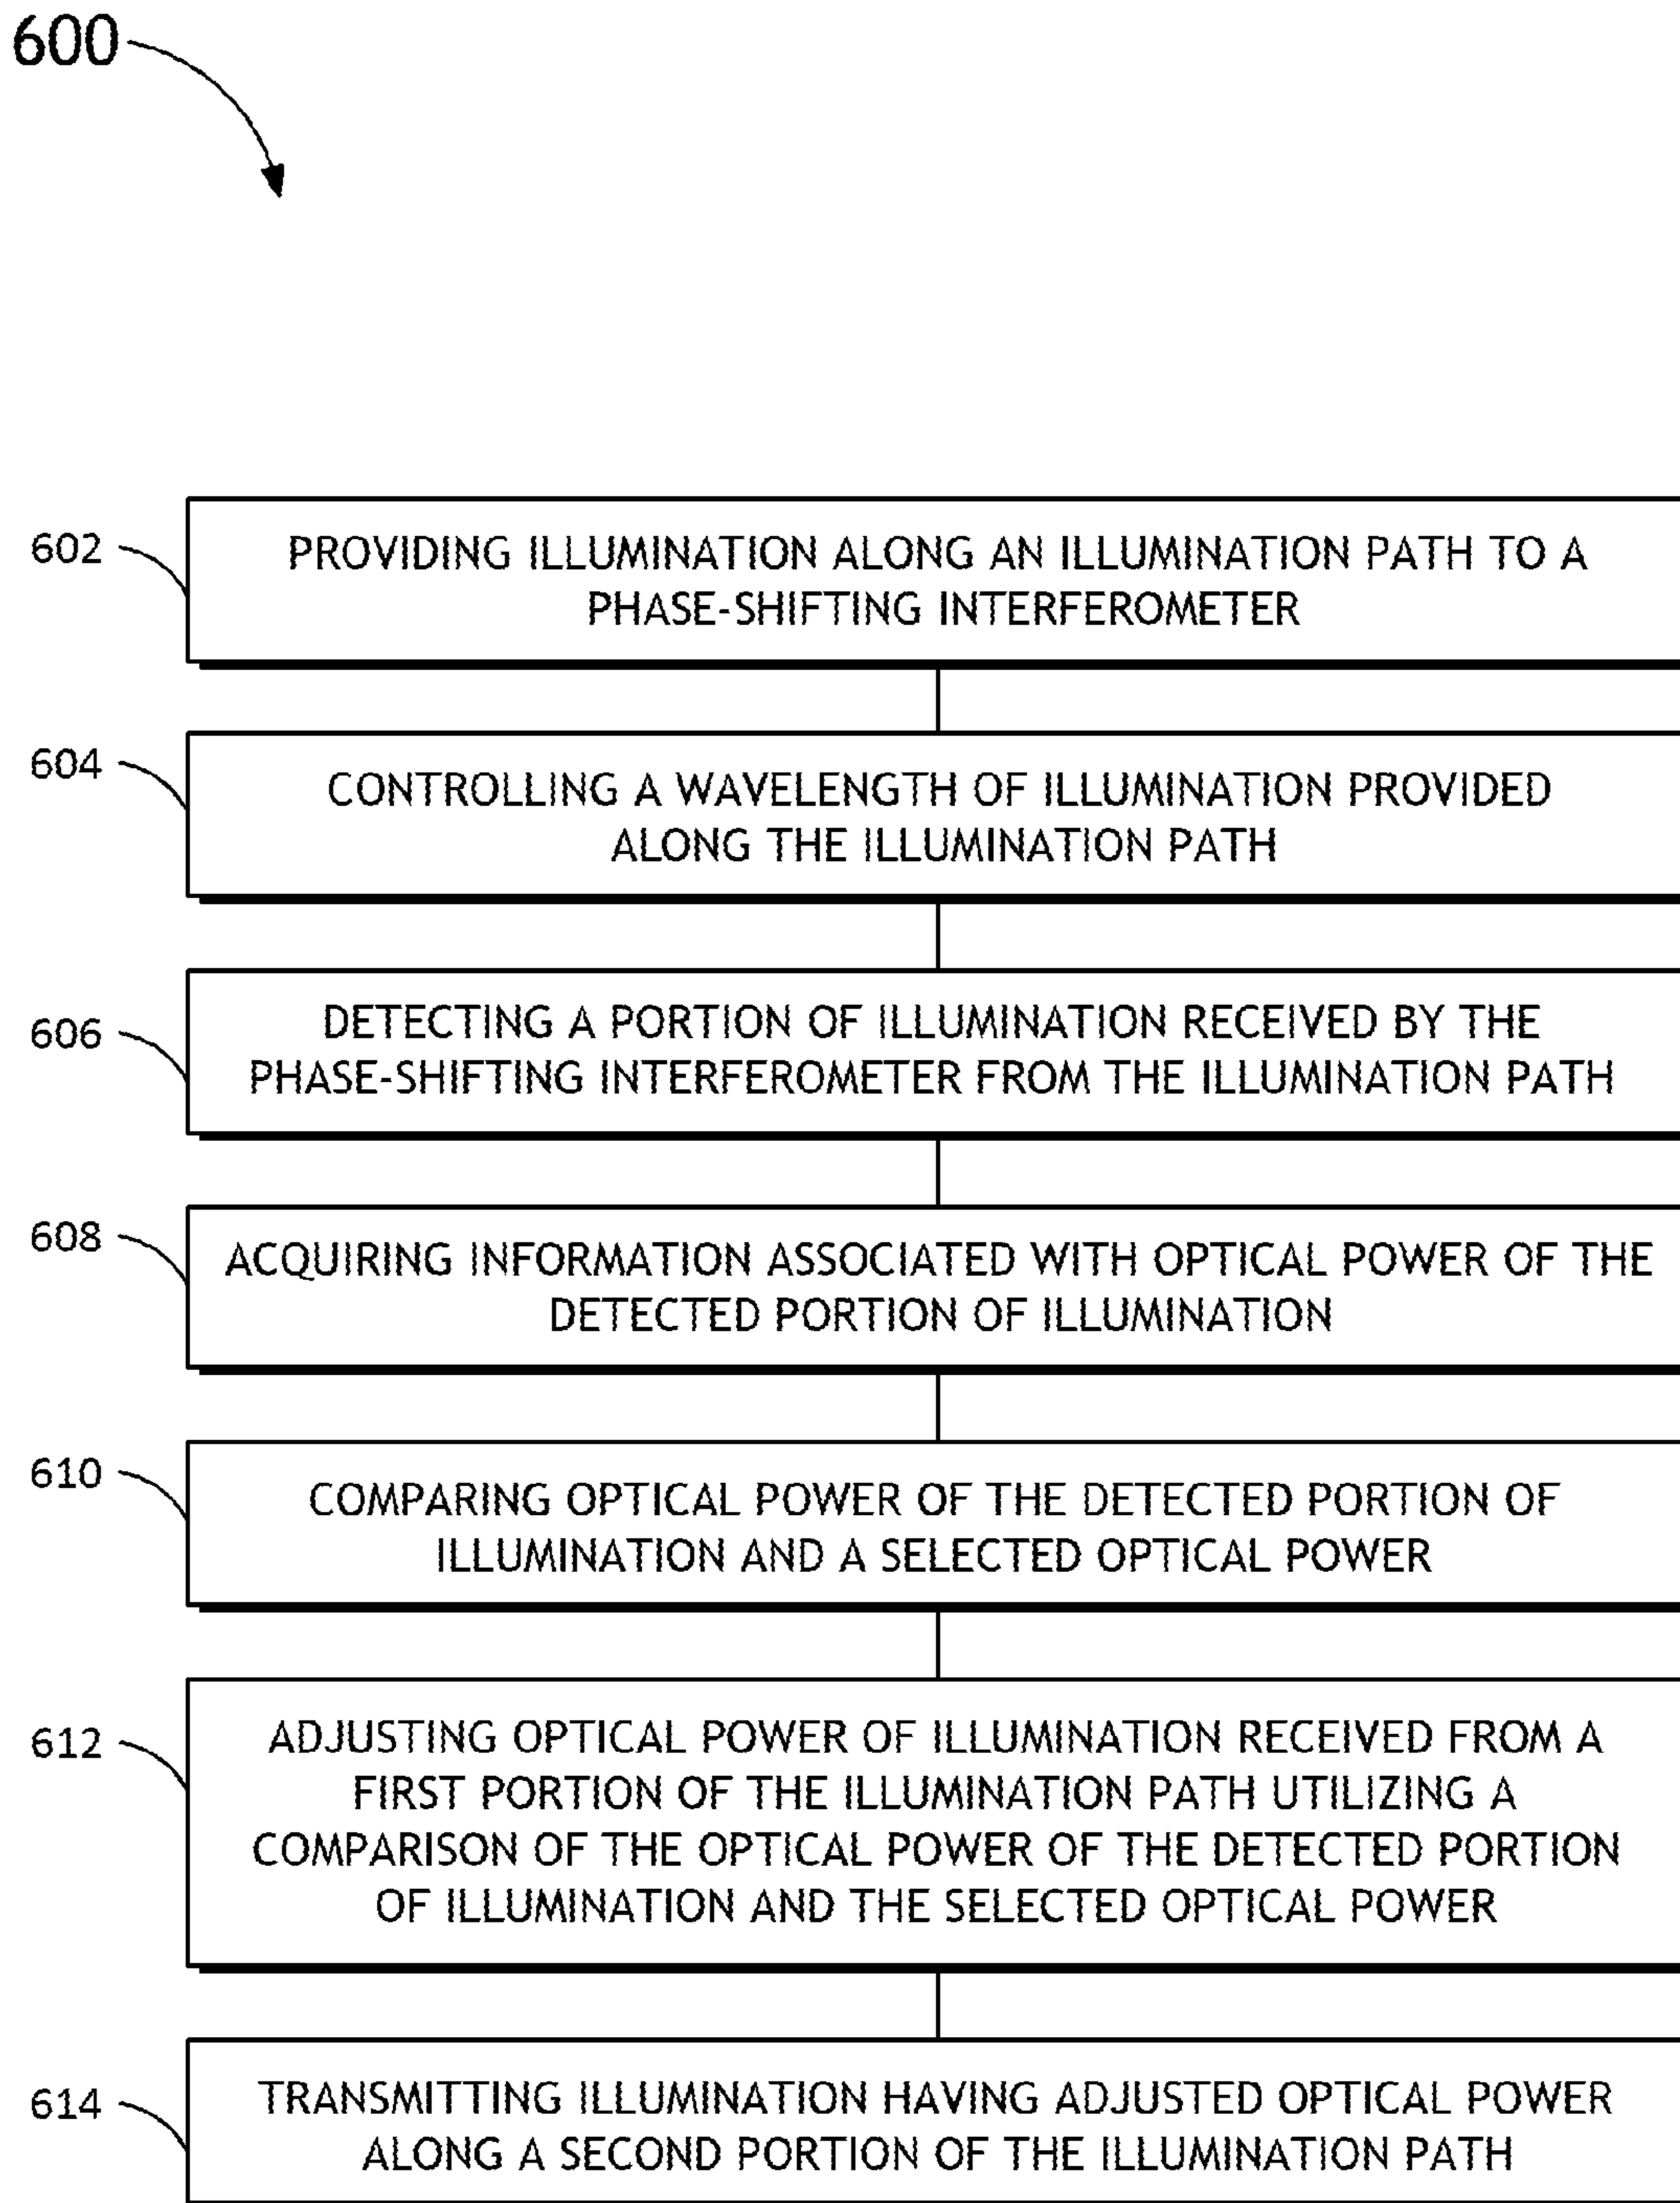 600
602
PROVIDING ILLUMINATION ALONG AN ILLUMINATION PATH TO A
PHASE-SHIFTING INTERFEROMETER
604
CONTROLLING A WAVELENGTH OF ILLUMINATION PROVIDED
ALONG THE ILLUMINATION PATH
606
DETECTING A PORTION OF ILLUMINATION RECEIVED BY THE
PHASE-SHIFTING INTERFEROMETER FROM THE ILLUMINATION PATH
608
ACQUIRING INFORMATION ASSOCIATED WITH OPTICAL POWER OF THE
DETECTED PORTION OF ILLUMINATION
610
COMPARING OPTICAL POWER OF THE DETECTED PORTION OF
ILLUMINATION AND A SELECTED OPTICAL POWER
612
ADJUSTING OPTICAL POWER OF ILLUMINATION RECEIVED FROM A
FIRST PORTION OF THE ILLUMINATION PATH UTILIZING A
COMPARISON OF THE OPTICAL POWER OF THE DETECTED PORTION
OF ILLUMINATION AND THE SELECTED OPTICAL POWER
614
TRANSMITTING ILLUMINATION HAVING ADJUSTED OPTICAL POWER
ALONG A SECOND PORTION OF THE ILLUMINATION PATH